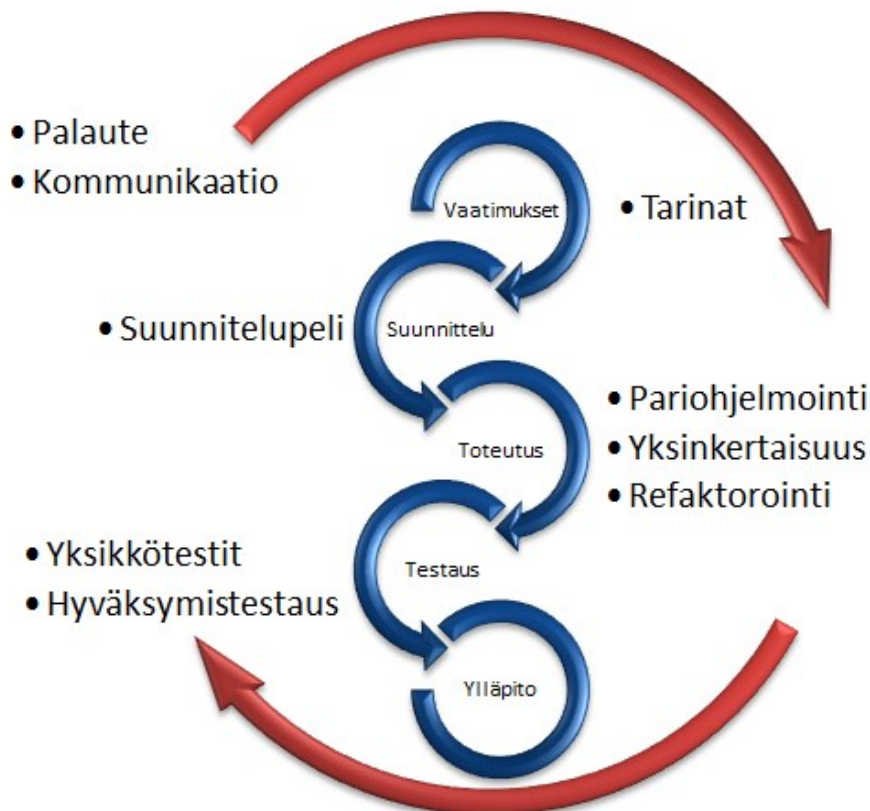 • Palaute
• Kommunikaatio
Vaatimukset
• Tarinat
• Suunnitelupeli
Suunnittelu
• Pariohjelmointi
• Yksinkertaisuus
• Refaktorointi
Toteutus
• Yksikkötestit
• Hyväksymistestaus
Testaus
Ylläpito